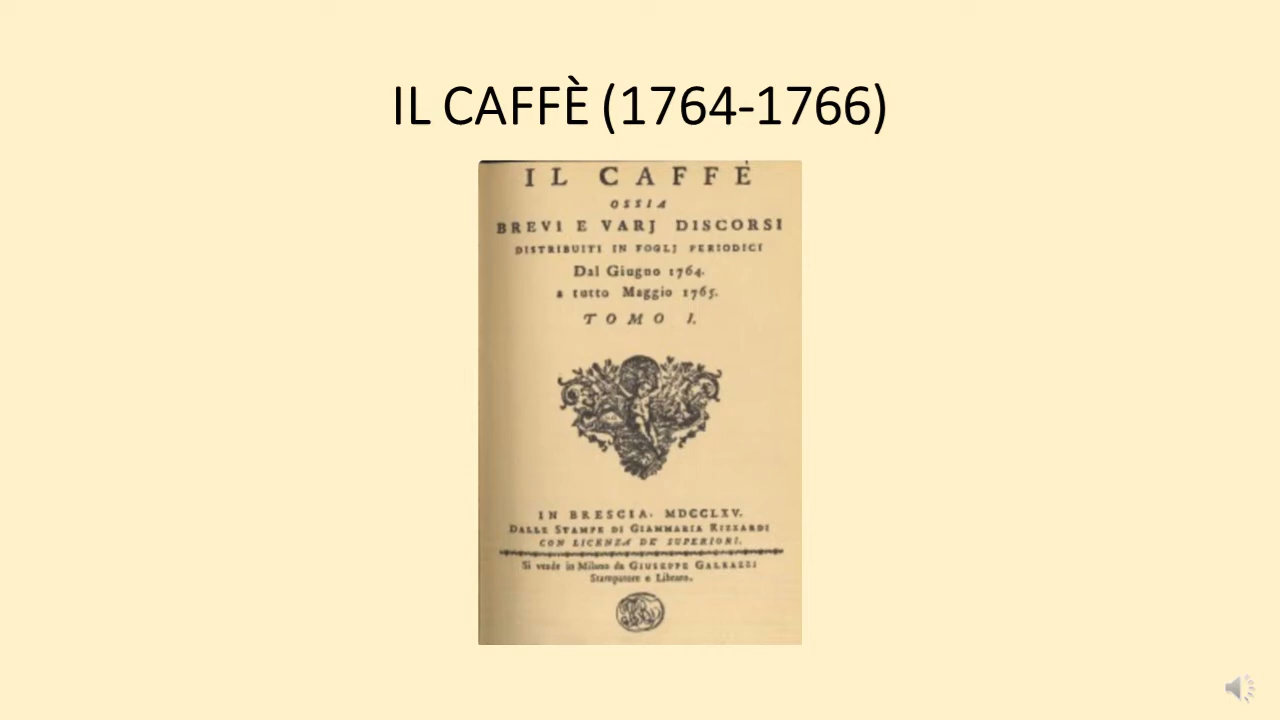 IL CAFFÈ (1764-1766)
IL CAFFÈ
OSSIA
BREVI E VARJ DISCORSI
DISTRIBUITI IN FOGLJ PERIODICI
Dal Giugno 1764.
a tutto Maggio 1765.
TOMO I.
IN BRESCIA. MDCCLXV.
DALLE STAMPE DI GIAMMARIA RIZZARDI
CON LICENZA DE' SUPERIORI.
Si vende in Milano da GIUSEPPE GALEAZZI
Stampatore e Libraro.